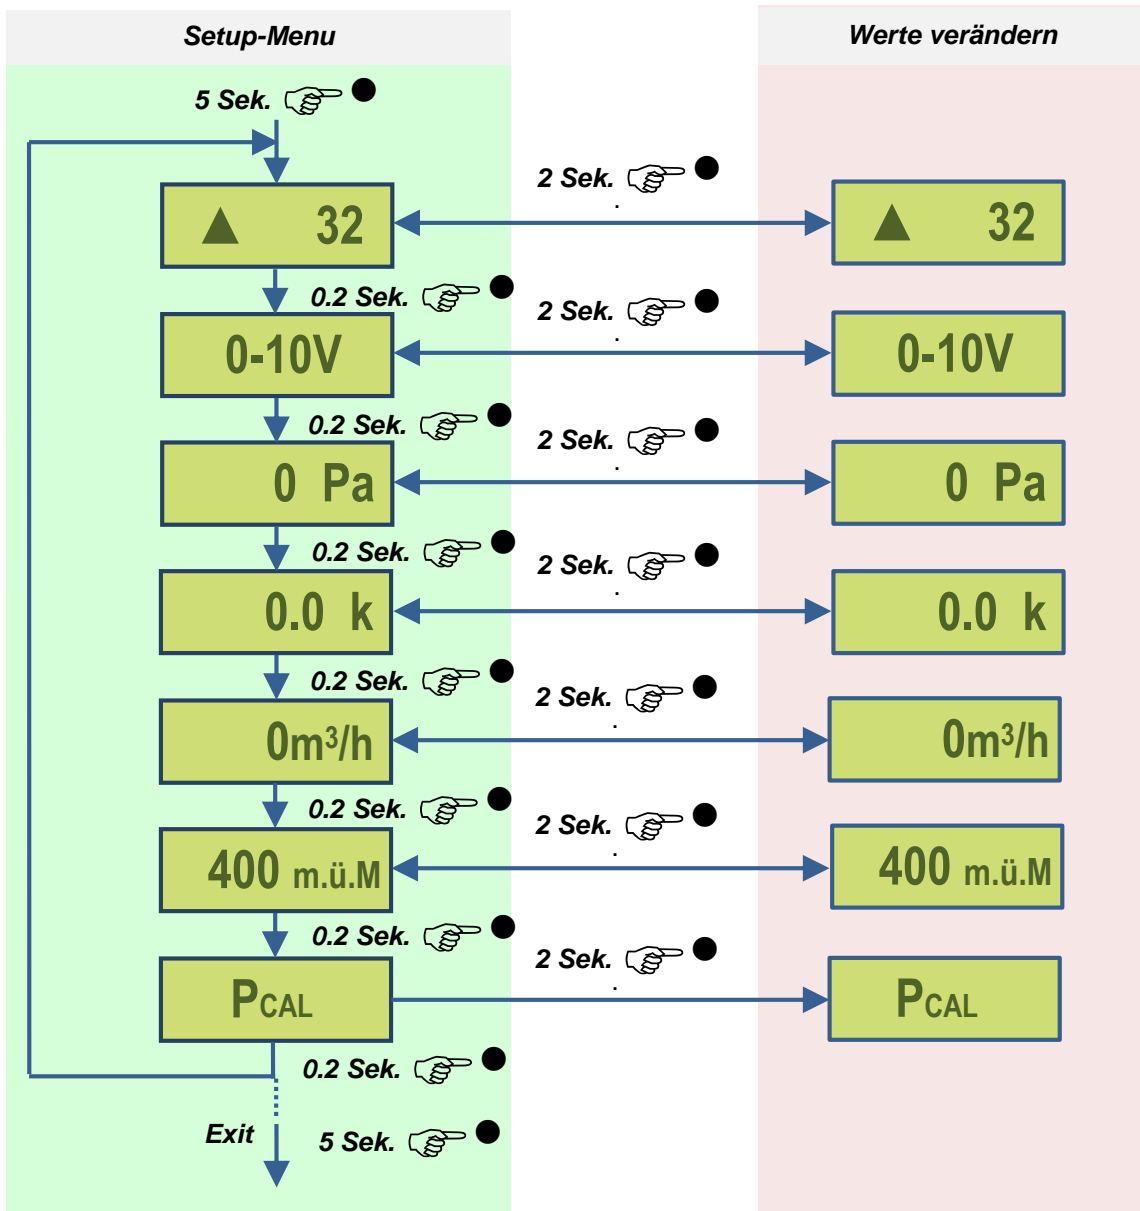 Setup-Menu
Werte verändern
5 Sek.
2 Sek.
.
▲ 32
▲ 32
0.2 Sek.
2 Sek.
.
0-10V
0-10V
0.2 Sek.
2 Sek.
.
0 Pa
0 Pa
0.2 Sek.
2 Sek.
.
0.0 k
0.0 k
0.2 Sek.
2 Sek.
.
0m³/h
0m³/h
0.2 Sek.
2 Sek.
.
400 m.ü.M
400 m.ü.M
0.2 Sek.
2 Sek.
.
PCAL
PCAL
0.2 Sek.
Exit
5 Sek.